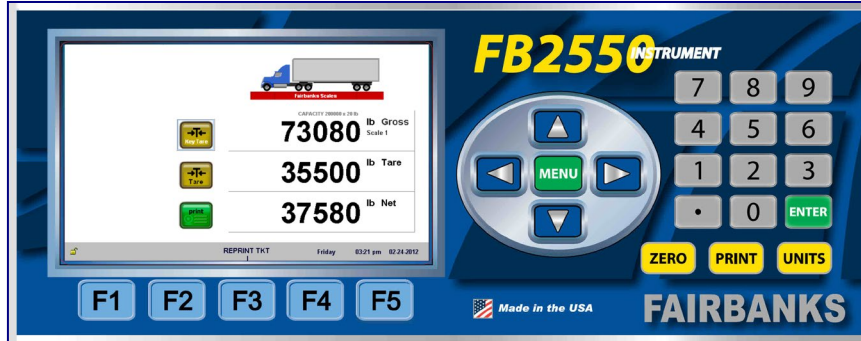 FB2550
INSTRUMENT
Fairbanks Scales
CAPACITY 200000 x 20 lb
73080 lb Gross
Scale 1
Key Tare
35500 lb Tare
Tare
37580 lb Net
print
REPRINT TKT Friday 03:21 pm 02-24-2012
F1 F2 F3 F4 F5
MENU
7 8 9
4 5 6
1 2 3
• 0 ENTER
ZERO PRINT UNITS
Made in the USA
FAIRBANKS